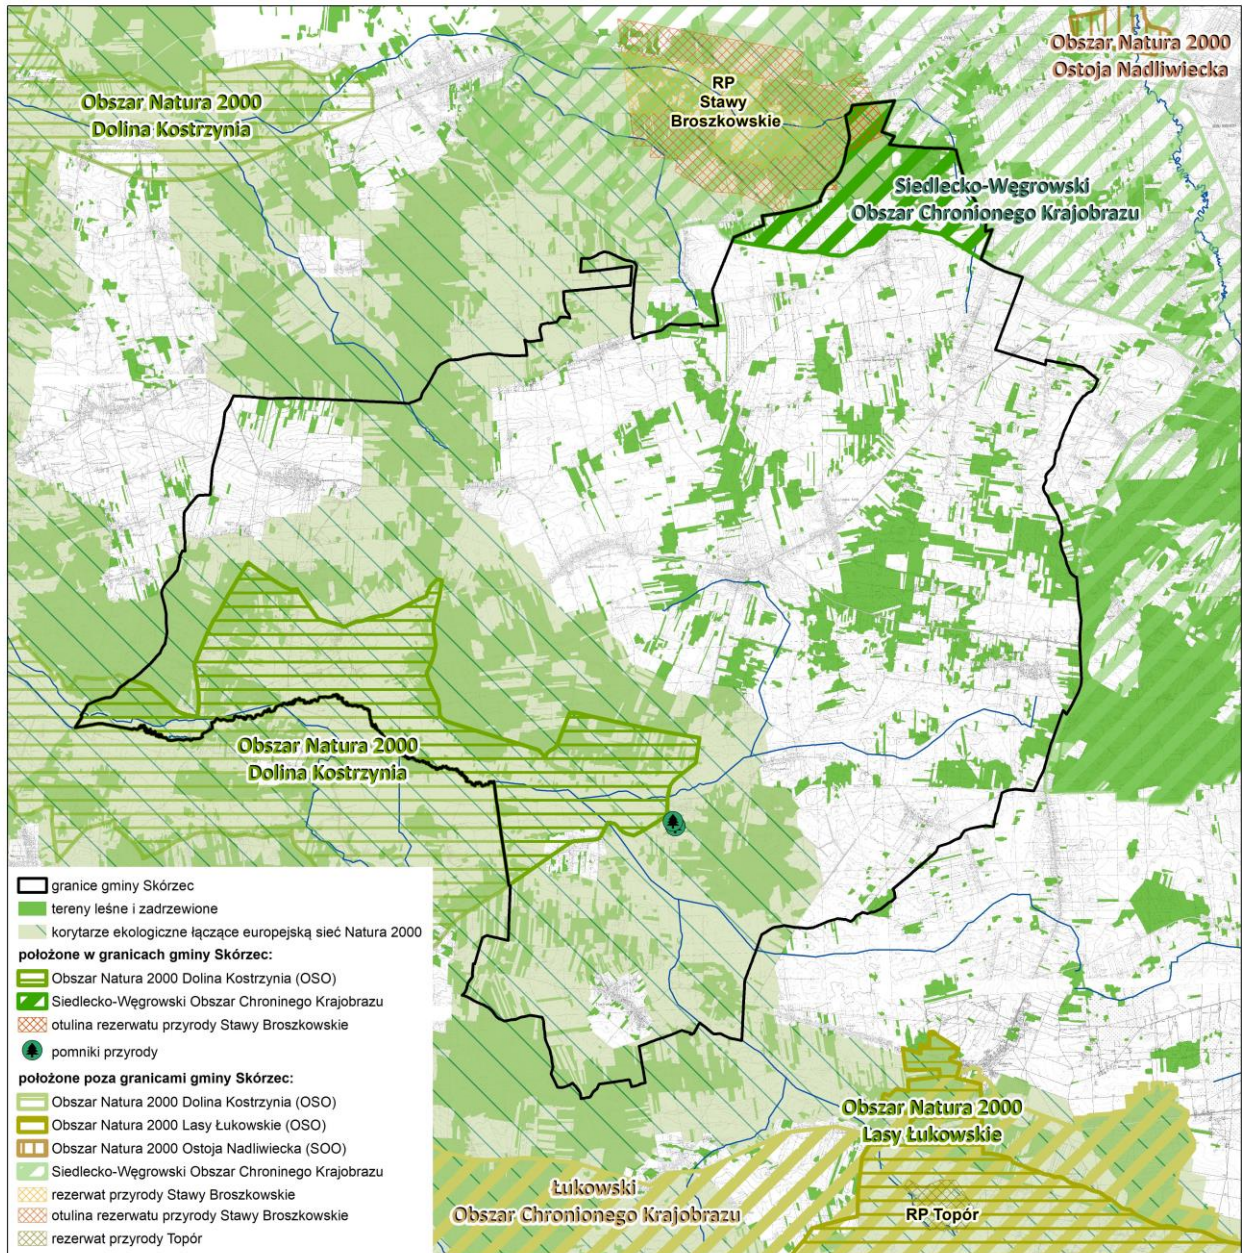 Obszar Natura 2000
Ostoja Nadliwiecka
RP
Stawy
Broszkowskie
Obszar Natura 2000
Dolina Kostrzynia
Siedlecko-Węgrowski
Obszar Chronionego Krajobrazu
Obszar Natura 2000
Dolina Kostrzynia
granice gminy Skórzec
tereny leśne i zadrzewione
korytarze ekologiczne łączące europejską sieć Natura 2000
położone w granicach gminy Skórzec:
Obszar Natura 2000 Dolina Kostrzynia (OSO)
Siedlecko-Węgrowski Obszar Chroninego Krajobrazu
otulina rezerwatu przyrody Stawy Broszkowskie
pomniki przyrody
położone poza granicami gminy Skórzec:
Obszar Natura 2000 Dolina Kostrzynia (OSO)
Obszar Natura 2000 Lasy Łukowskie (OSO)
Obszar Natura 2000 Ostoja Nadliwiecka (SOO)
Siedlecko-Węgrowski Obszar Chroninego Krajobrazu
rezerwat przyrody Stawy Broszkowskie
otulina rezerwatu przyrody Stawy Broszkowskie
rezerwat przyrody Topór
Obszar Natura 2000
Lasy Łukowskie
Łukowski
Obszar Chronionego Krajobrazu
RP Topór